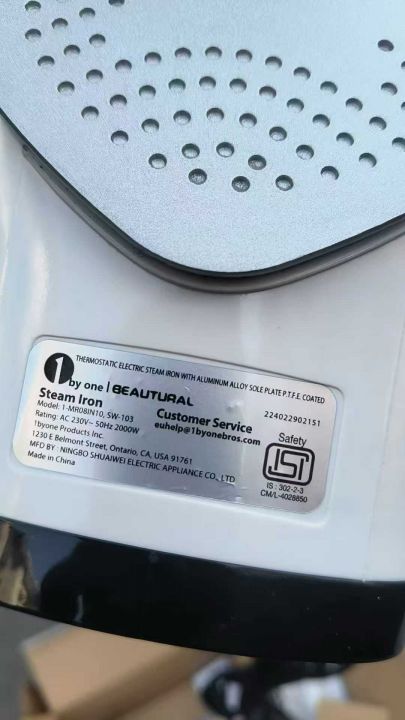 THERMOSTATIC ELECTRIC STEAM IRON WITH ALUMINUM ALLOY SOLE PLATE P.T.F.E. COATED
1 by one | BEAUTURAL
Steam Iron
Model: 1-MR08IN10, SW-103
Rating: AC 230V~ 50Hz 2000W
1byone Products Inc.
1230 E Belmont Street, Ontario, CA, USA 91761
MFD BY : NINGBO SHUAIWEI ELECTRIC APPLIANCE CO., LTD
Made in China
Customer Service
euhelp@1byonebros.com
224022902151
Safety
ISI
IS : 302-2-3
CM/L-4028850